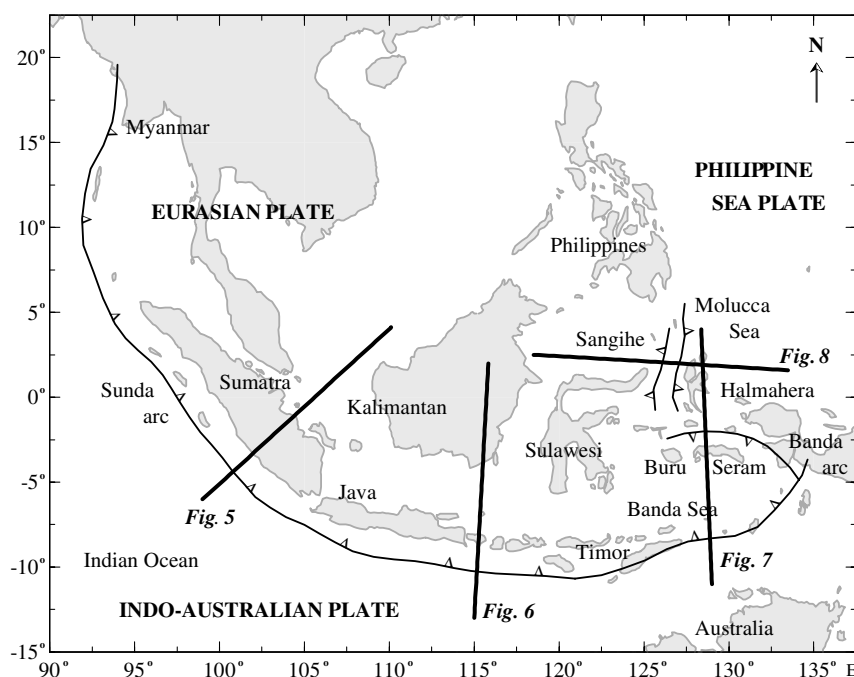 20°
15°
10°
5°
0°
-5°
-10°
-15°
90°
95°
100°
105°
110°
115°
120°
125°
130°
135° E
N
Myanmar
PHILIPPINE
SEA PLATE
EURASIAN PLATE
Philippines
Molucca
Sea
Sangihe
Fig. 8
Sumatra
Sunda
arc
Kalimantan
Halmahera
Sulawesi
Buru
Seram
Banda
arc
Fig. 5
Java
Banda Sea
Indian Ocean
Timor
Fig. 7
INDO-AUSTRALIAN PLATE
Fig. 6
Australia